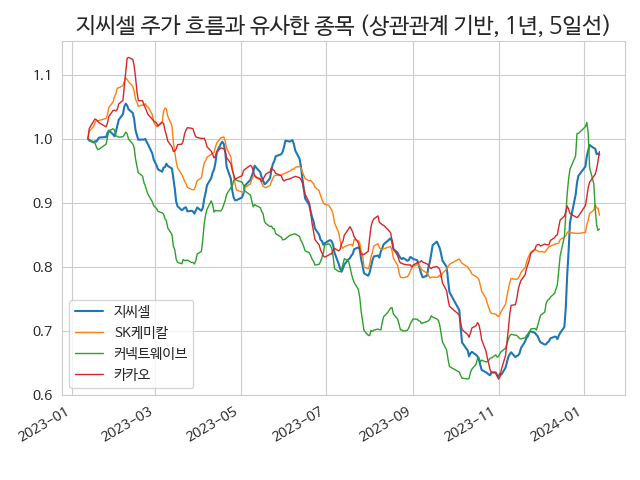 지씨셀 주가 흐름과 유사한 종목 (상관관계 기반, 1년, 5일선)
1.1
1.0
0.9
0.8
0.7
0.6
지씨셀
SK케미칼
커넥트웨이브
카카오
2023-01
2023-03
2023-05
2023-07
2023-09
2023-11
2024-01